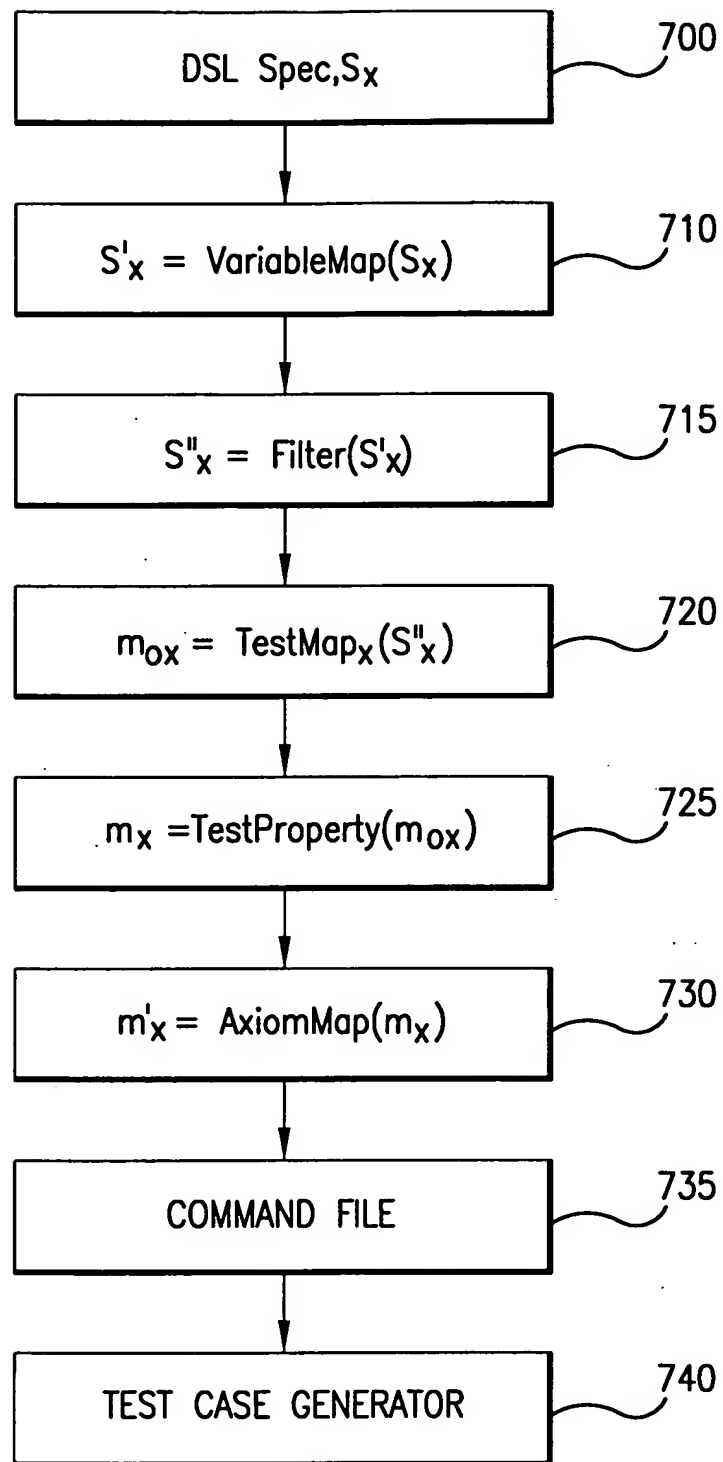 DSL Spec,Sx
700
S'x = VariableMap(Sx)
710
S"x = Filter(S'x)
715
mox = TestMapx(S"x)
720
mx =TestProperty(mox)
725
m'x = AxiomMap(mx)
730
COMMAND FILE
735
TEST CASE GENERATOR
740